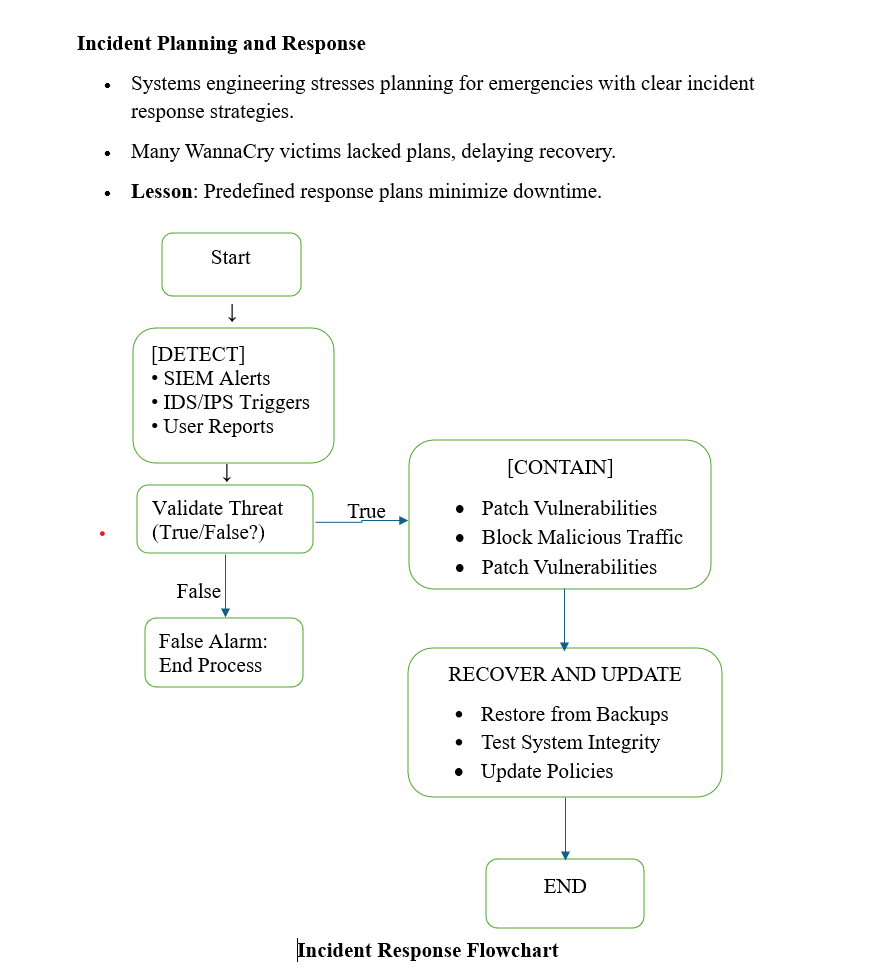 Incident Planning and Response
• Systems engineering stresses planning for emergencies with clear incident
response strategies.
• Many WannaCry victims lacked plans, delaying recovery.
• Lesson: Predefined response plans minimize downtime.
Start
↓
[DETECT]
• SIEM Alerts
• IDS/IPS Triggers
• User Reports
↓
Validate Threat
(True/False?)
True
False
False Alarm:
End Process
[CONTAIN]
• Patch Vulnerabilities
• Block Malicious Traffic
• Patch Vulnerabilities
RECOVER AND UPDATE
• Restore from Backups
• Test System Integrity
• Update Policies
END
Incident Response Flowchart